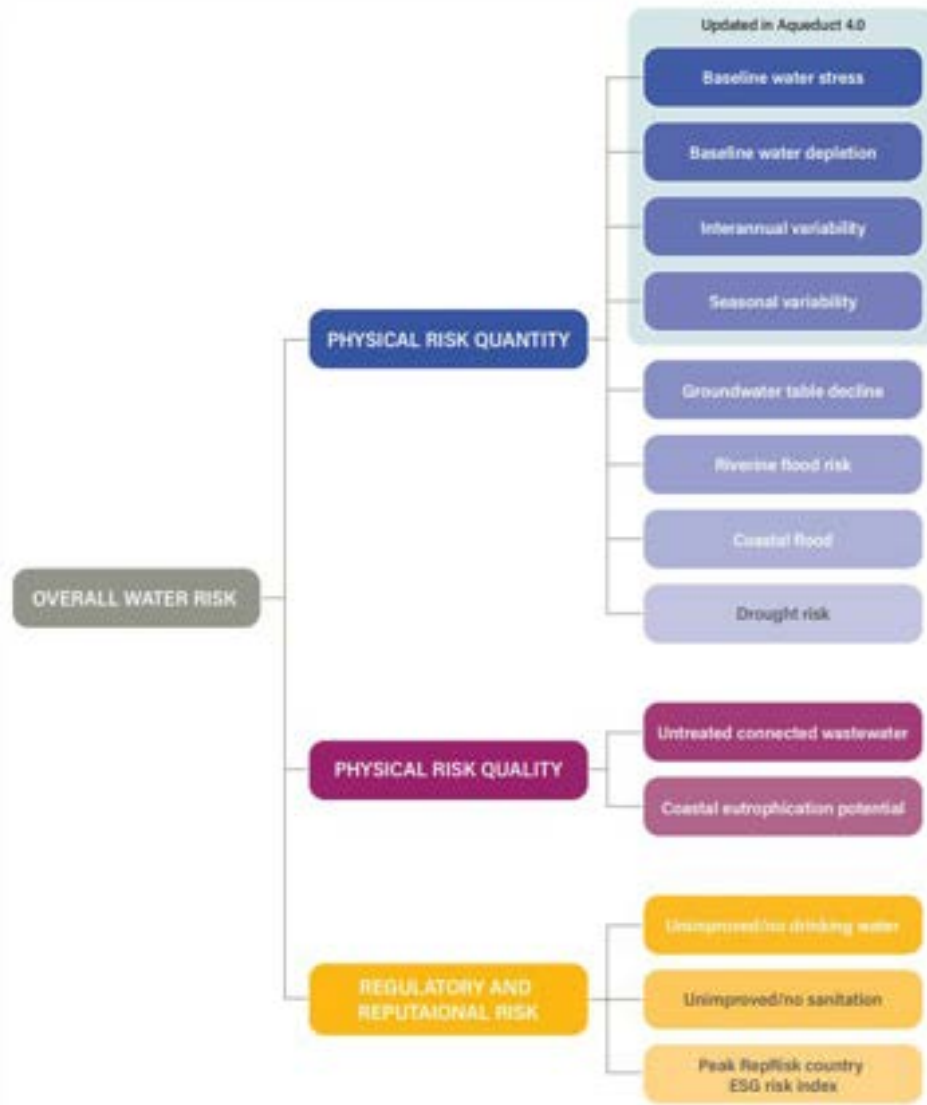 Updated in Aqueduct 4.0
Baseline water stress
Baseline water depletion
Interannual variability
Seasonal variability
PHYSICAL RISK QUANTITY
Groundwater table decline
Riverine flood risk
Coastal flood
Drought risk
OVERALL WATER RISK
PHYSICAL RISK QUALITY
Untreated connected wastewater
Coastal eutrophication potential
REGULATORY AND
REPUTAIONAL RISK
Unimproved/no drinking water
Unimproved/no sanitation
Peak RepRisk country
ESG risk index